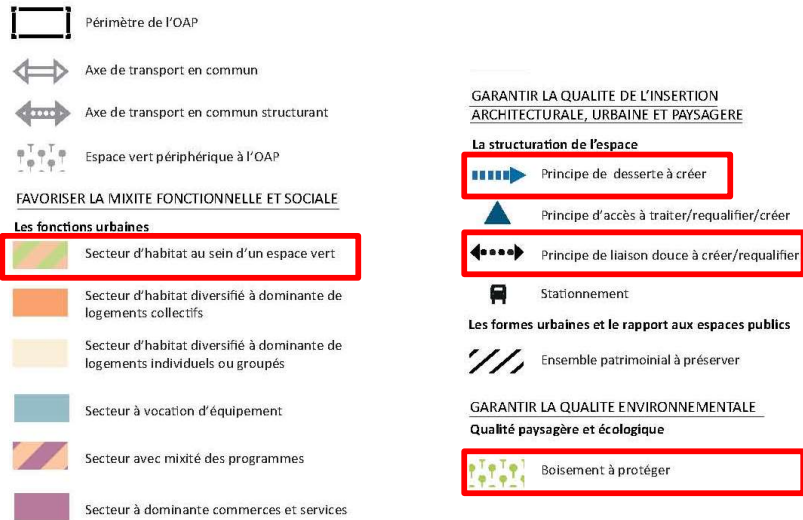 Périmètre de l'OAP
Axe de transport en commun
Axe de transport en commun structurant
Espace vert périphérique à l'OAP
FAVORISER LA MIXITE FONCTIONNELLE ET SOCIALE
Les fonctions urbaines
Secteur d'habitat au sein d'un espace vert
Secteur d'habitat diversifié à dominante de
logements collectifs
Secteur d'habitat diversifié à dominante de
logements individuels ou groupés
Secteur à vocation d'équipement
Secteur avec mixité des programmes
Secteur à dominante commerces et services
GARANTIR LA QUALITE DE L'INSERTION
ARCHITECTURALE, URBAINE ET PAYSAGERE
La structuration de l'espace
Principe de desserte à créer
Principe d'accès à traiter/requalifier/créer
Principe de liaison douce à créer/requalifier
Stationnement
Les formes urbaines et le rapport aux espaces publics
Ensemble patrimoinial à préserver
GARANTIR LA QUALITE ENVIRONNEMENTALE
Qualité paysagère et écologique
Boisement à protéger